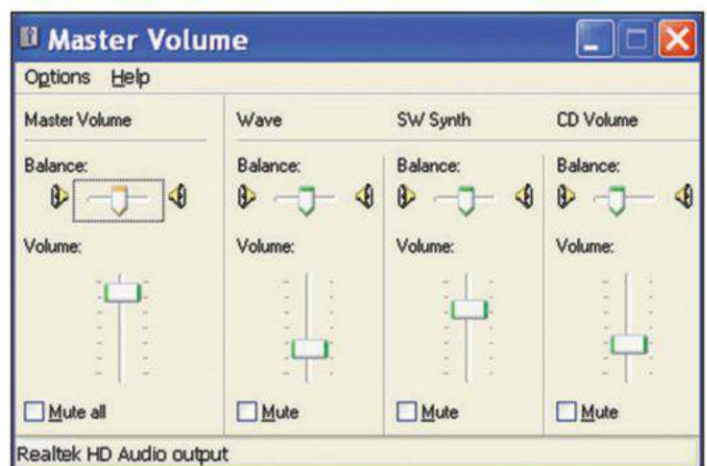 Master Volume
Options Help
Master Volume Wave SW Synth CD Volume
Balance: Balance: Balance: Balance:
Volume: Volume: Volume: Volume:
Mute all Mute Mute Mute
Realtek HD Audio output